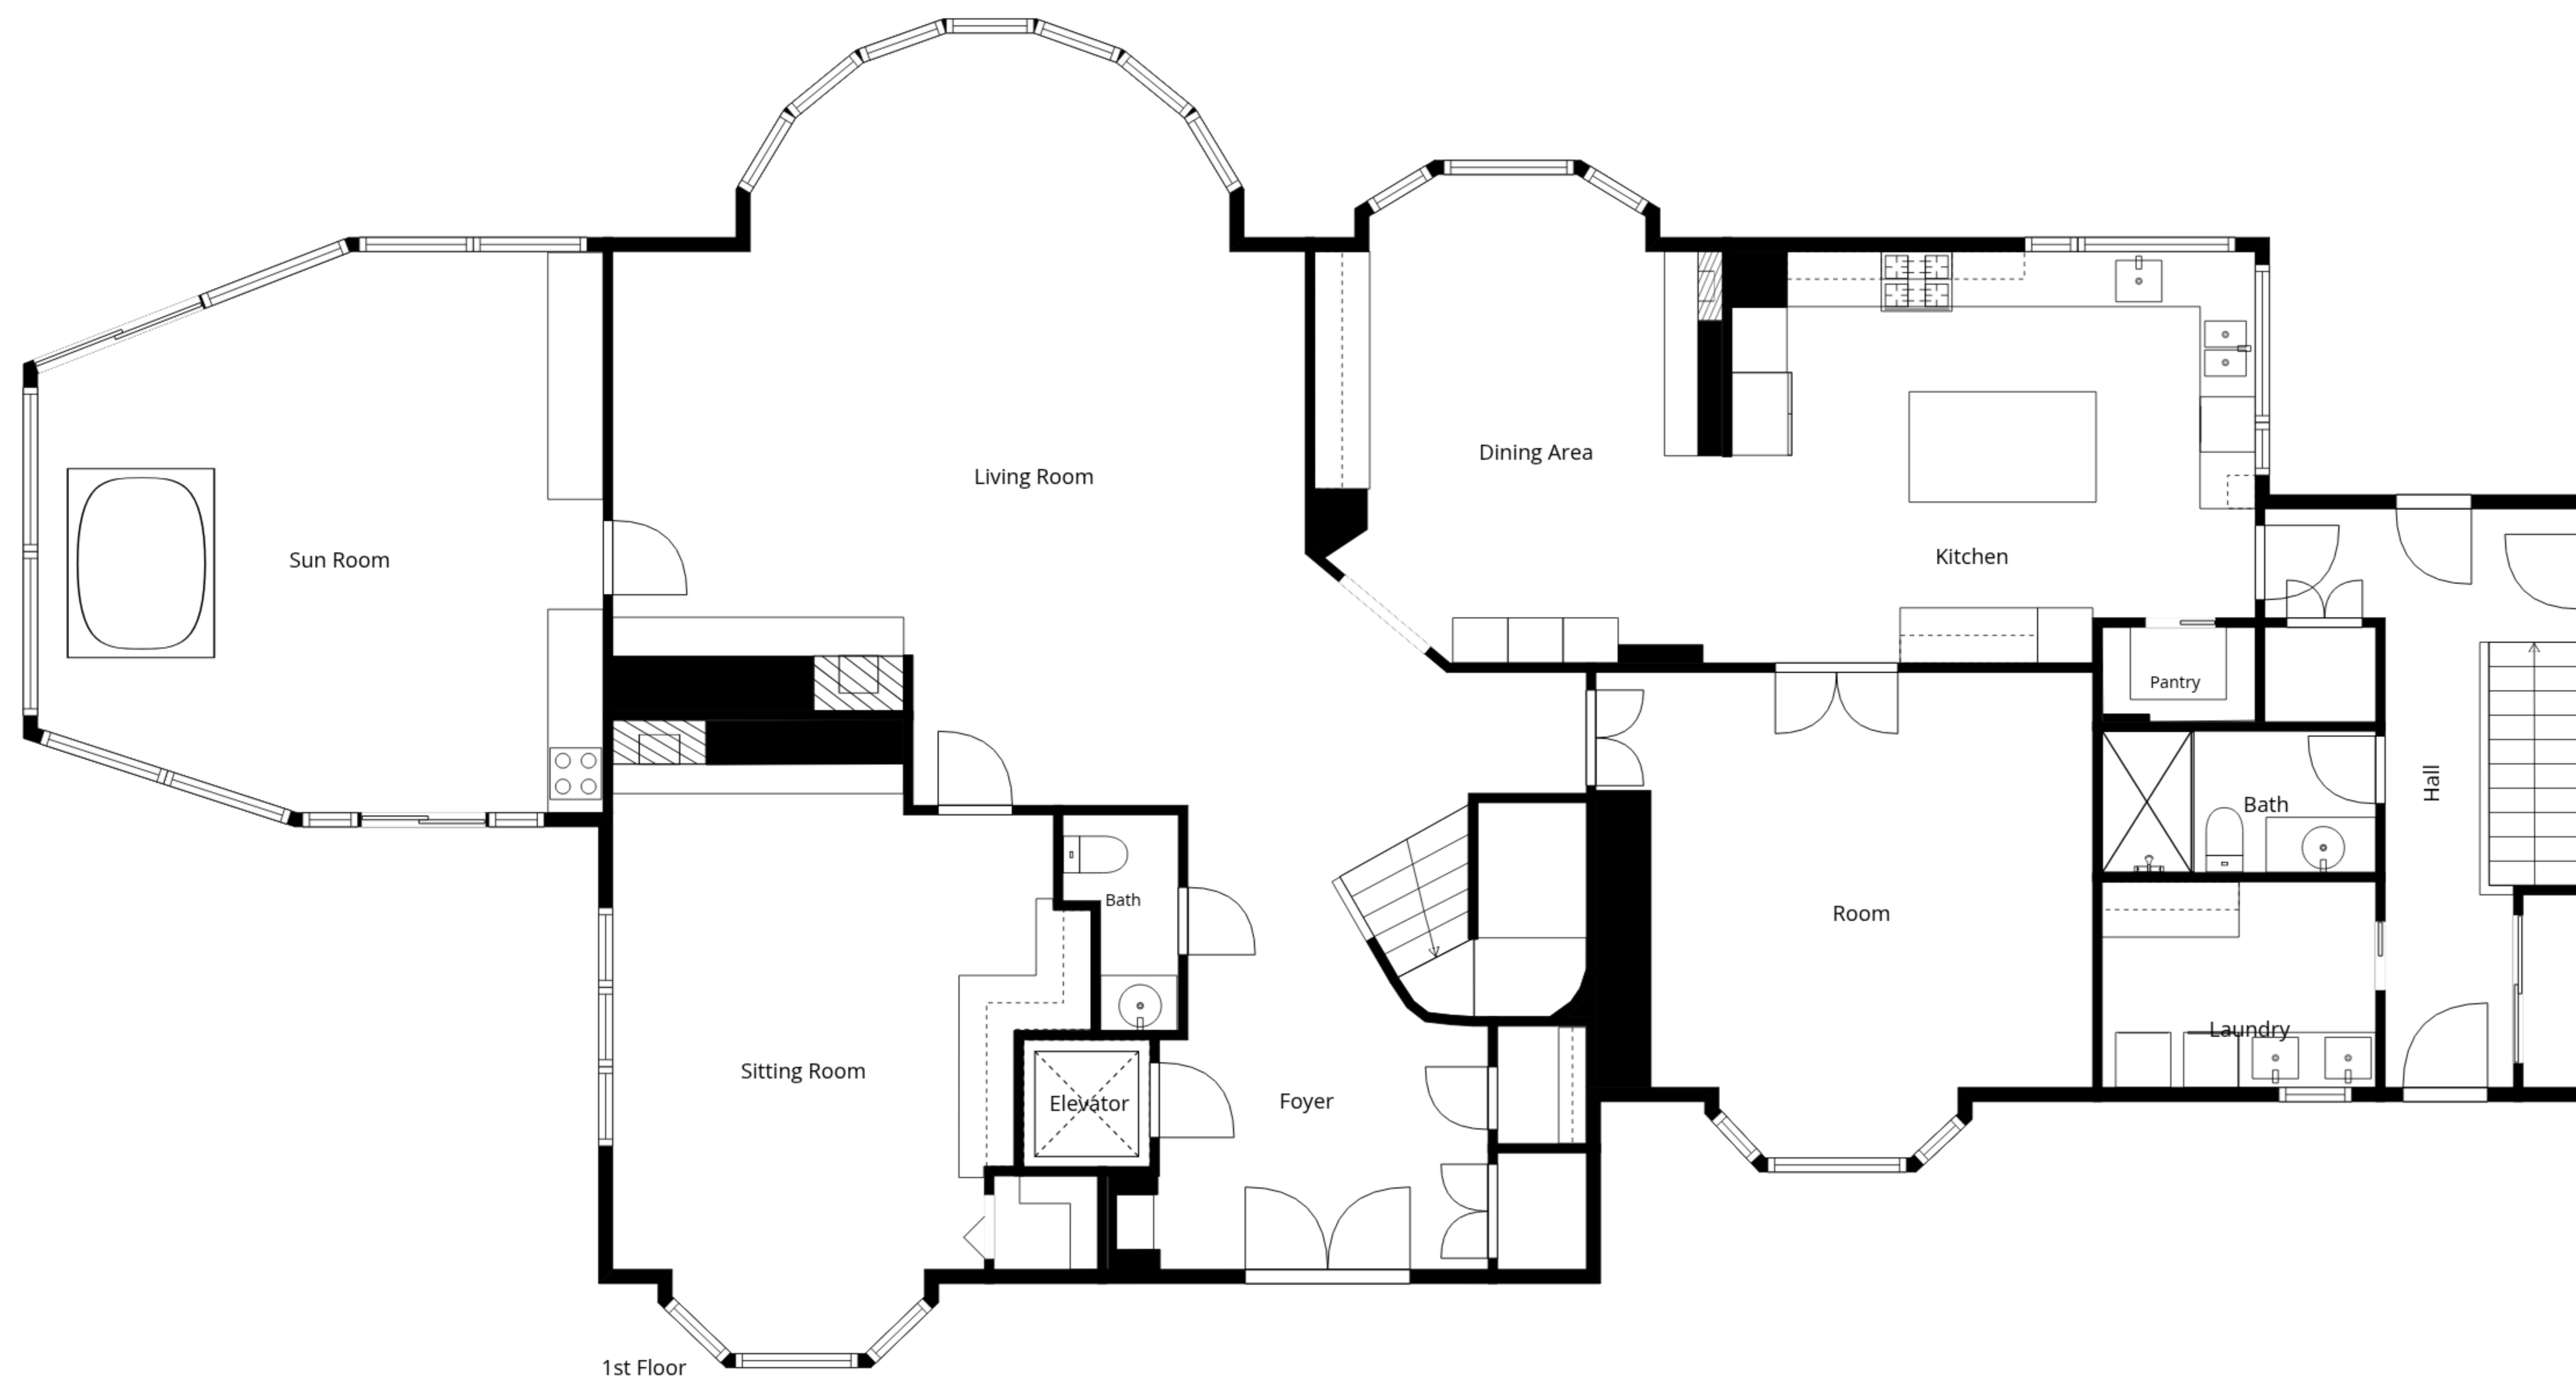 Living Room
Dining Area
Sun Room
Kitchen
Pantry
Hall
Bath
Bath
Room
Laundry
Sitting Room
Elevator
Foyer
1st Floor